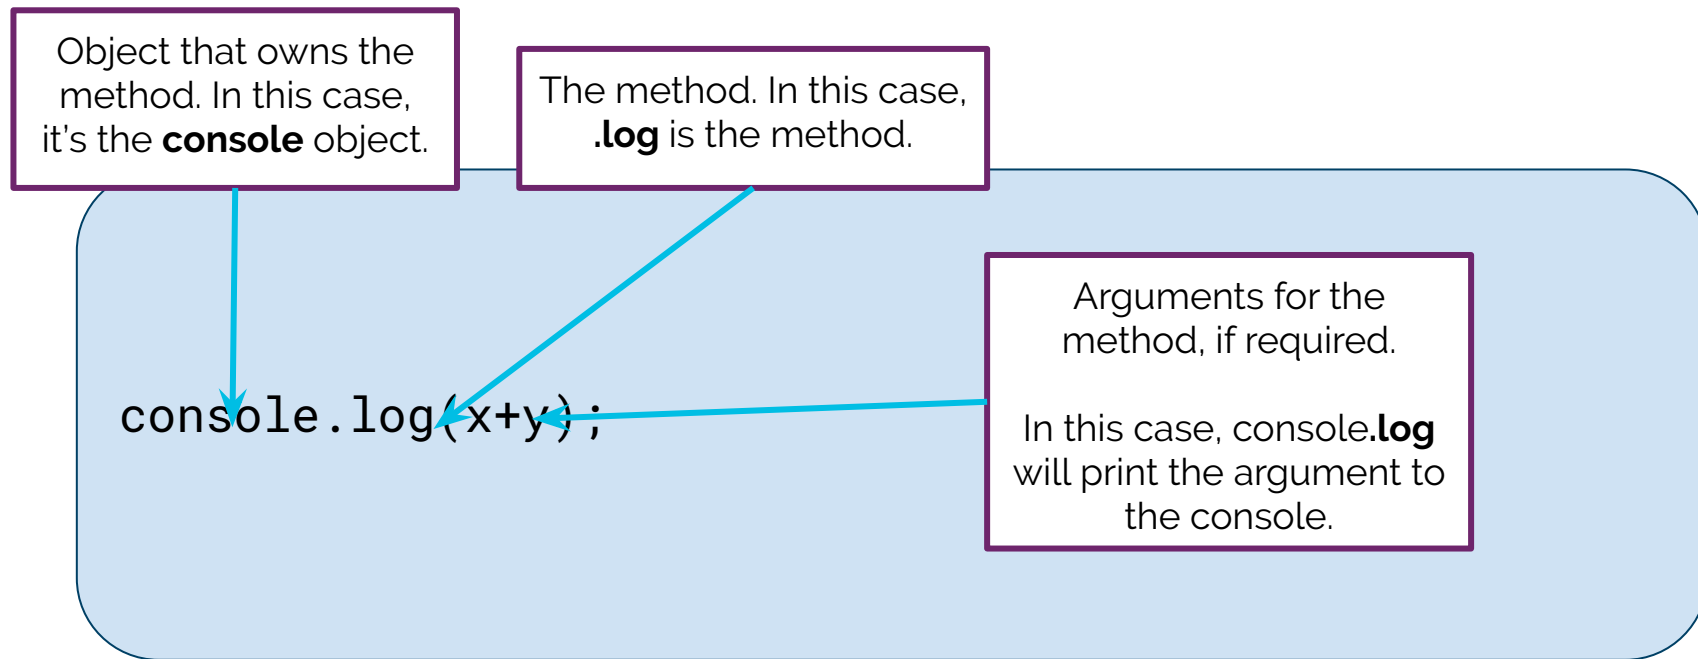 Object that owns the
method. In this case,
it's the console object.
The method. In this case,
.log is the method.
Arguments for the
method, if required.
In this case, console.log
will print the argument to
the console.
console.log(x+y);